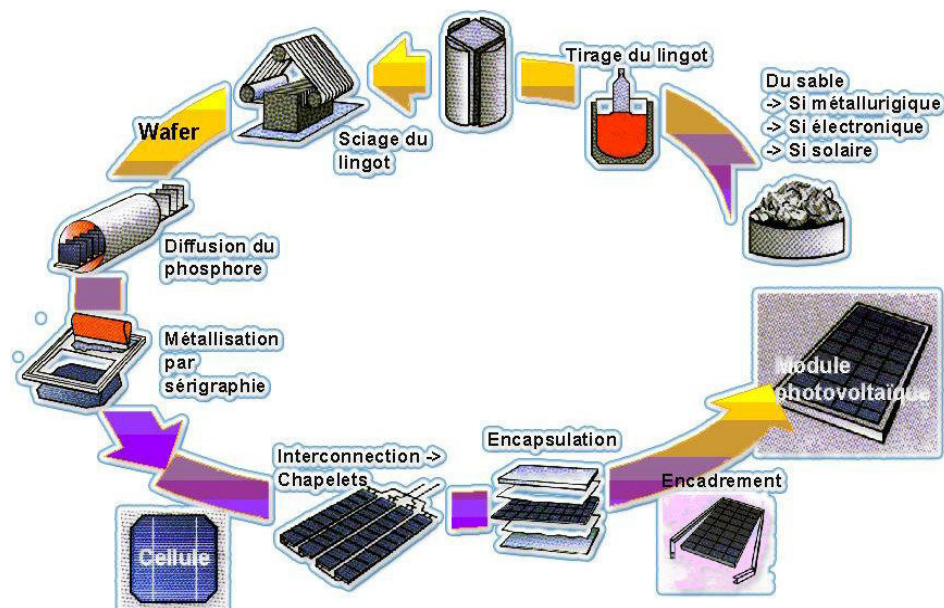 Tirage du lingot
Du sable
-> Si métallurigique
-> Si électronique
-> Si solaire
Wafer
Sciage du
lingot
Diffusion du
phosphore
Métallisation
par
sérigraphie
Module
photovoltaïque
Interconnection ->
Chapelets
Encapsulation
Encadrement
Cellule